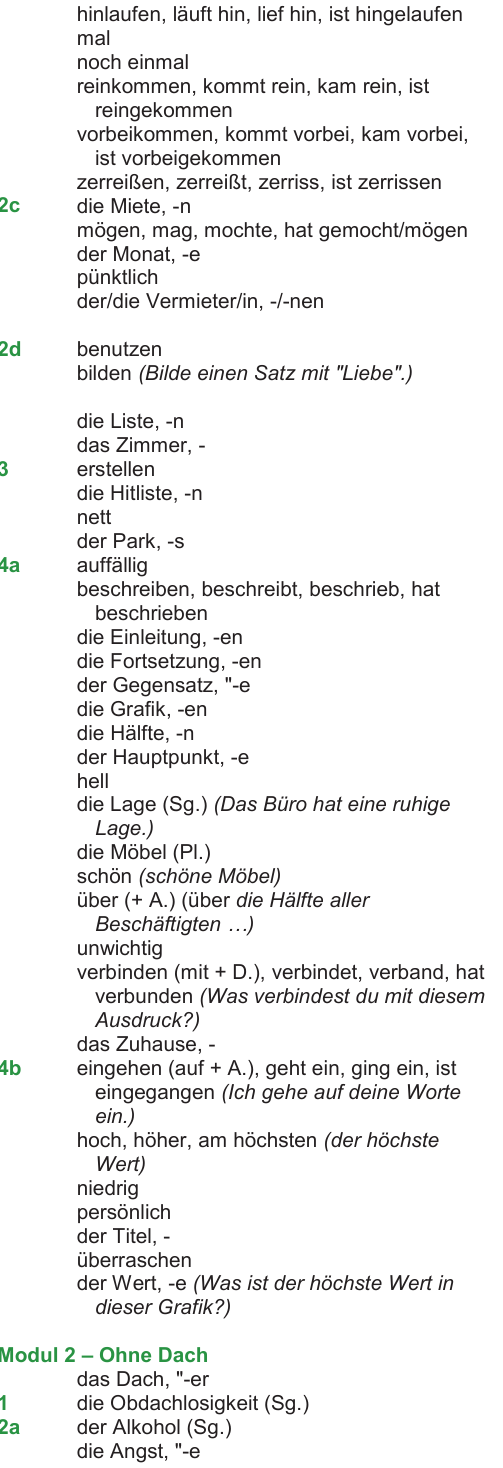 hinlaufen, läuft hin, lief hin, ist hingelaufen
mal
noch einmal
reinkommen, kommt rein, kam rein, ist
reingekommen
vorbeikommen, kommt vorbei, kam vorbei,
ist vorbeigekommen
zerreißen, zerreißt, zerriss, ist zerrissen
2c die Miete, -n
mögen, mag, mochte, hat gemocht/mögen
der Monat, -e
pünktlich
der/die Vermieter/in, -/-nen
2d benutzen
bilden (Bilde einen Satz mit "Liebe".)
die Liste, -n
das Zimmer, -
3 erstellen
die Hitliste, -n
nett
der Park, -s
4a auffällig
beschreiben, beschreibt, beschrieb, hat
beschrieben
die Einleitung, -en
die Fortsetzung, -en
der Gegensatz, "-e
die Grafik, -en
die Hälfte, -n
der Hauptpunkt, -e
hell
die Lage (Sg.) (Das Büro hat eine ruhige
Lage.)
die Möbel (Pl.)
schön (schöne Möbel)
über (+ A.) (über die Hälfte aller
Beschäftigten …)
unwichtig
verbinden (mit + D.), verbindet, verband, hat
verbunden (Was verbindest du mit diesem
Ausdruck?)
das Zuhause, -
4b eingehen (auf + A.), geht ein, ging ein, ist
eingegangen (Ich gehe auf deine Worte
ein.)
hoch, höher, am höchsten (der höchste
Wert)
niedrig
persönlich
der Titel, -
überraschen
der Wert, -e (Was ist der höchste Wert in
dieser Grafik?)
Modul 2 – Ohne Dach
das Dach, "-er
1 die Obdachlosigkeit (Sg.)
2a der Alkohol (Sg.)
die Angst, "-e